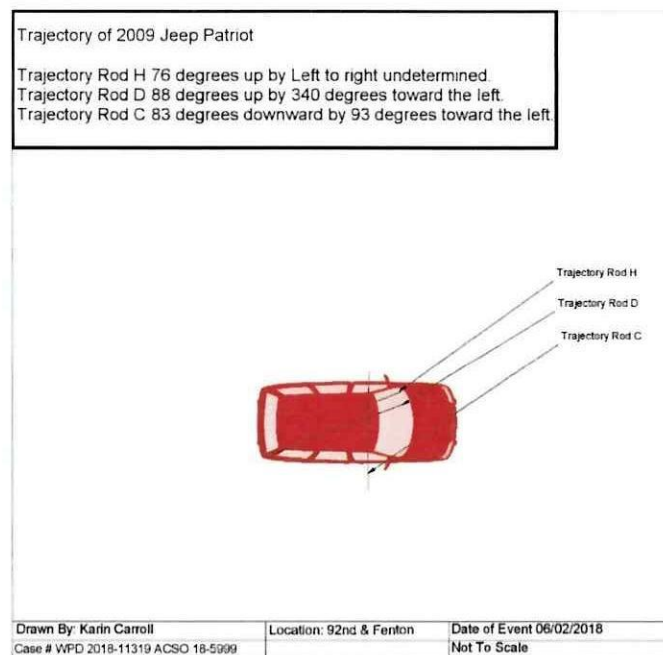 Trajectory of 2009 Jeep Patriot
Trajectory Rod H 76 degrees up by Left to right undetermined.
Trajectory Rod D 88 degrees up by 340 degrees toward the left.
Trajectory Rod C 83 degrees downward by 93 degrees toward the left.
Trajectory Rod H
Trajectory Rod D
Trajectory Rod C
Drawn By: Karin Carroll
Location: 92nd & Fenton
Date of Event 06/02/2018
Case # WPD 2018-11319 ACSO 18-5999
Not To Scale